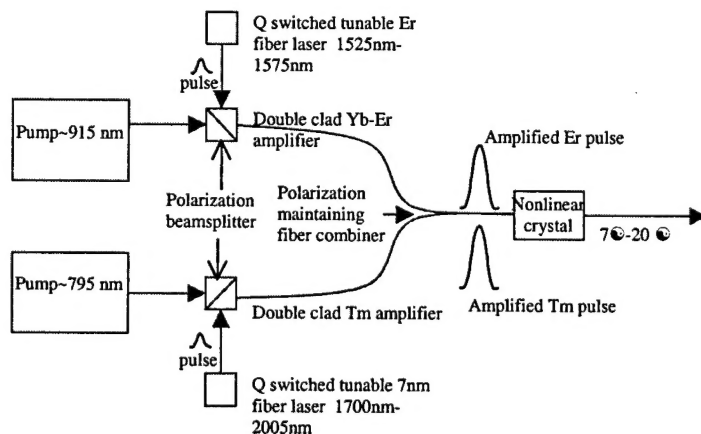 Q switched tunable Er
fiber laser 1525nm-
1575nm
pulse
Pump~915 nm
Double clad Yb-Er
amplifier
Amplified Er pulse
Polarization
beamsplitter
Polarization
maintaining
fiber combiner
Nonlinear
crystal
7☯-20 ☯
Pump~795 nm
Double clad Tm amplifier
Amplified Tm pulse
pulse
Q switched tunable 7nm
fiber laser 1700nm-
2005nm